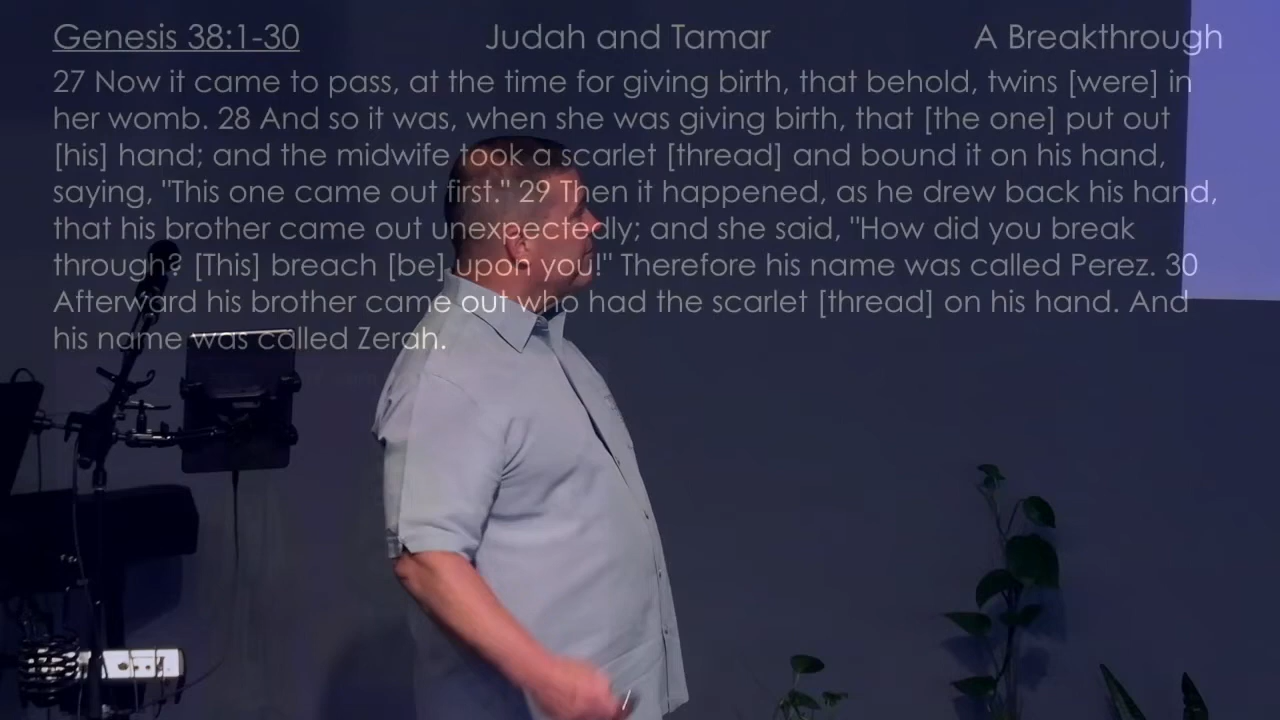 Genesis 38:1-30 Judah and Tamar A Breakthrough
27 Now it came to pass, at the time for giving birth, that behold, twins [were] in
her womb. 28 And so it was, when she was giving birth, that [the one] put out
[his] hand; and the midwife took a scarlet [thread] and bound it on his hand,
saying, "This one came out first." 29 Then it happened, as he drew back his hand,
that his brother came out unexpectedly; and she said, "How did you break
through? [This] breach [be] upon you!" Therefore his name was called Perez. 30
Afterward his brother came out who had the scarlet [thread] on his hand. And
his name was called Zerah.